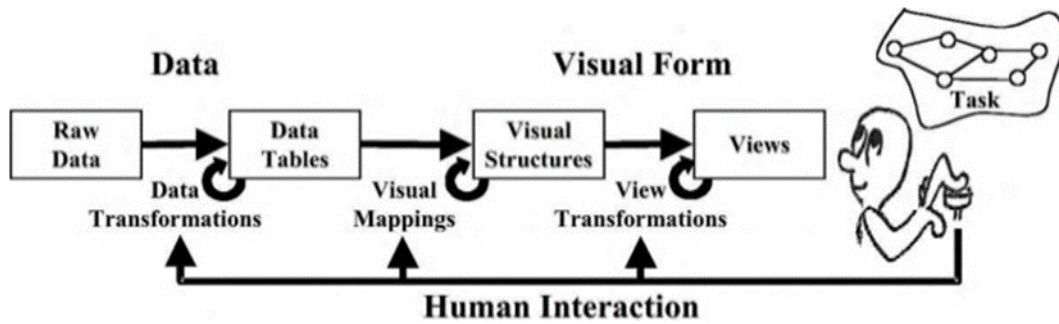 Data
Visual Form
Task
Raw
Data
Data
Tables
Visual
Structures
Views
Data
Transformations
Visual
Mappings
View
Transformations
Human Interaction